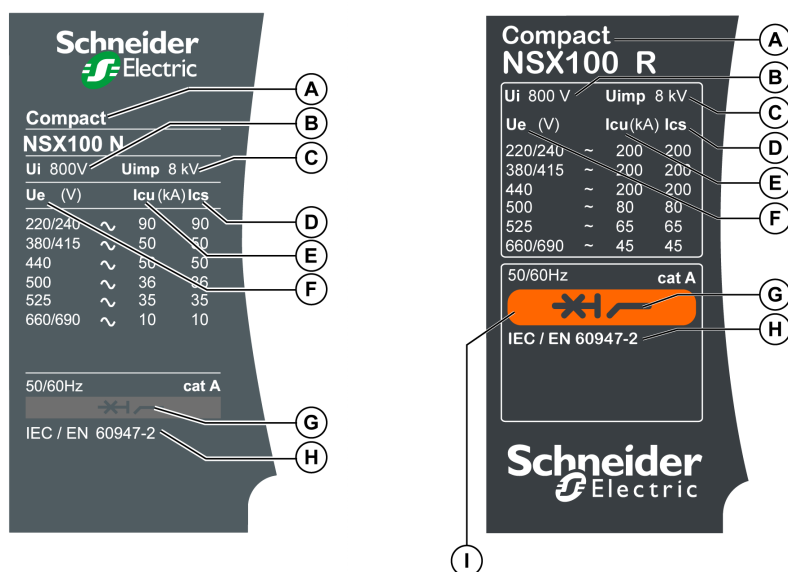 Schneider
Electric
A
Compact
B
NSX100 N
Ui 800V Uimp 8 kV
C
Ue (V) Icu (kA) Ics
D
220/240 ~ 90 90
380/415 ~ 50 50
E
440 ~ 50 50
500 ~ 36 36
F
525 ~ 35 35
660/690 ~ 10 10
50/60Hz cat A
G
IEC / EN 60947-2
H
Compact
A
NSX100 R
B
Ui 800 V Uimp 8 kV
C
Ue (V) Icu(kA) Ics
D
220/240 ~ 200 200
380/415 ~ 200 200
E
440 ~ 200 200
500 ~ 80 80
F
525 ~ 65 65
660/690 ~ 45 45
50/60Hz cat A
G
IEC / EN 60947-2
H
Schneider
Electric
I